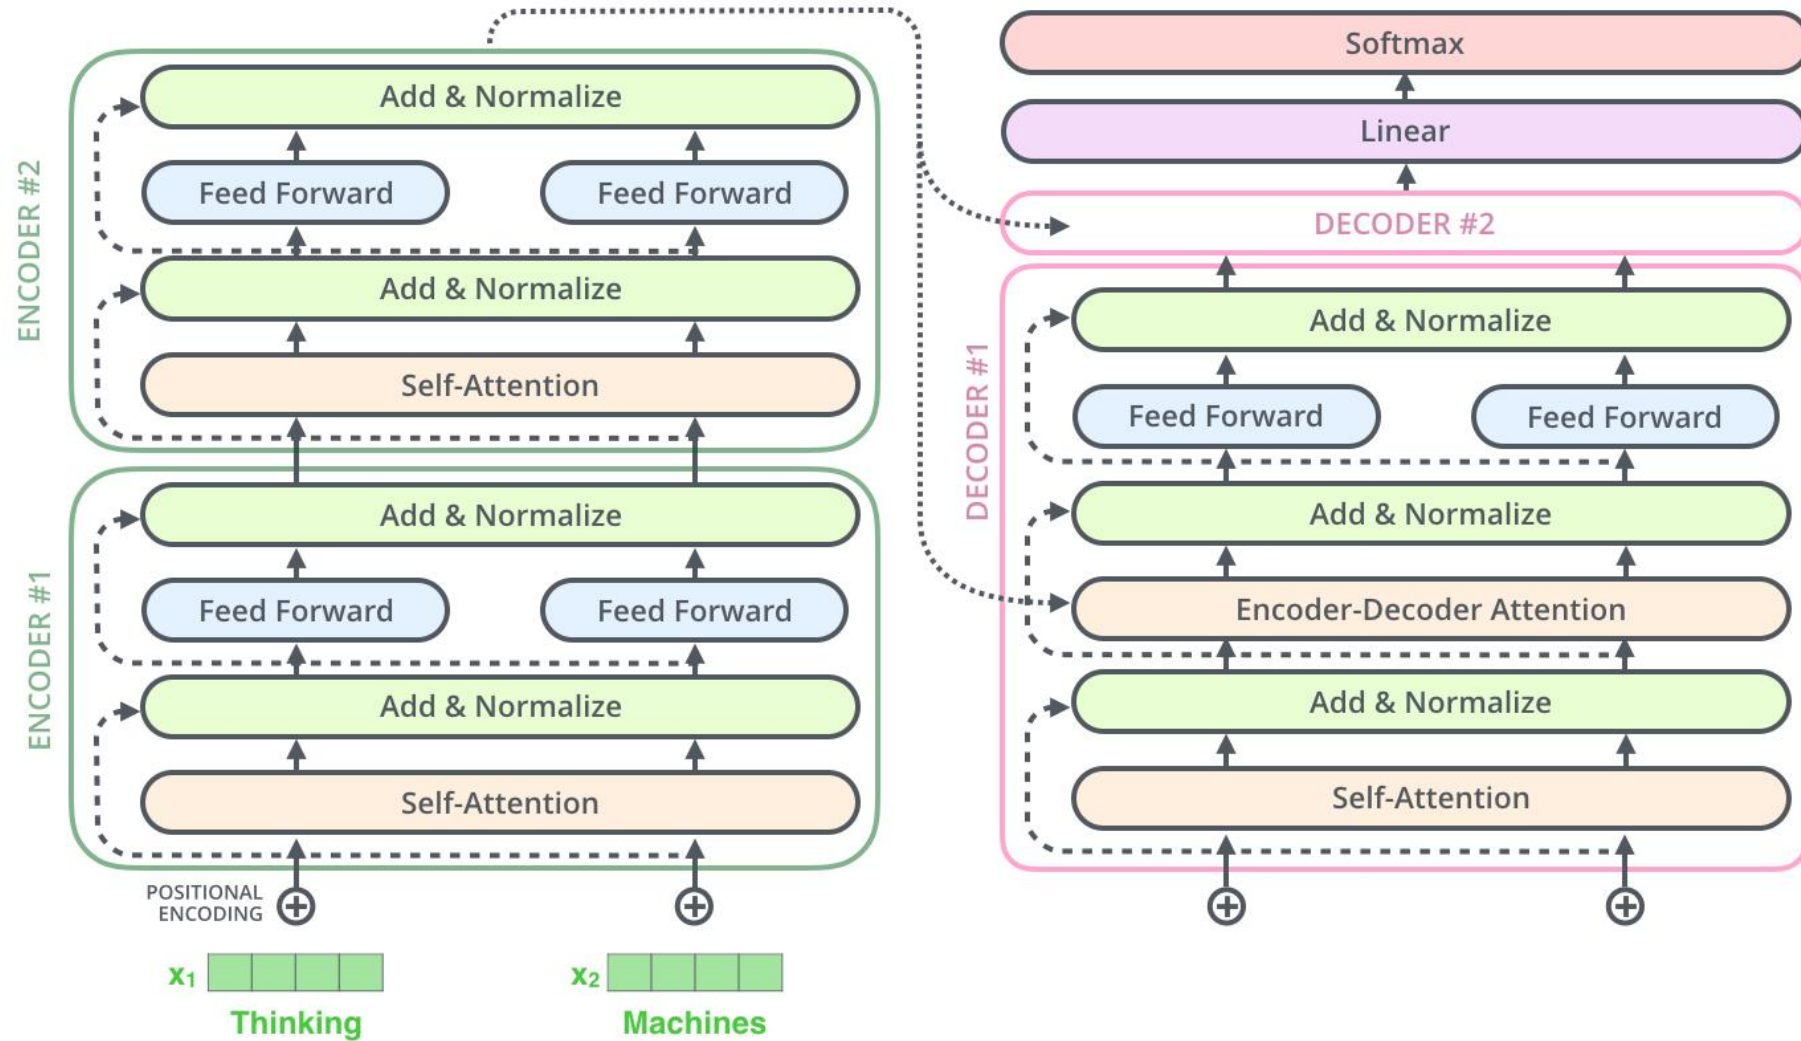 ENCODER #2
Add & Normalize
Feed Forward
Feed Forward
Add & Normalize
Self-Attention
ENCODER #1
Add & Normalize
Feed Forward
Feed Forward
Add & Normalize
Self-Attention
POSITIONAL
ENCODING
x1
x2
Thinking
Machines
Softmax
Linear
DECODER #2
DECODER #1
Add & Normalize
Feed Forward
Feed Forward
Add & Normalize
Encoder-Decoder Attention
Add & Normalize
Self-Attention